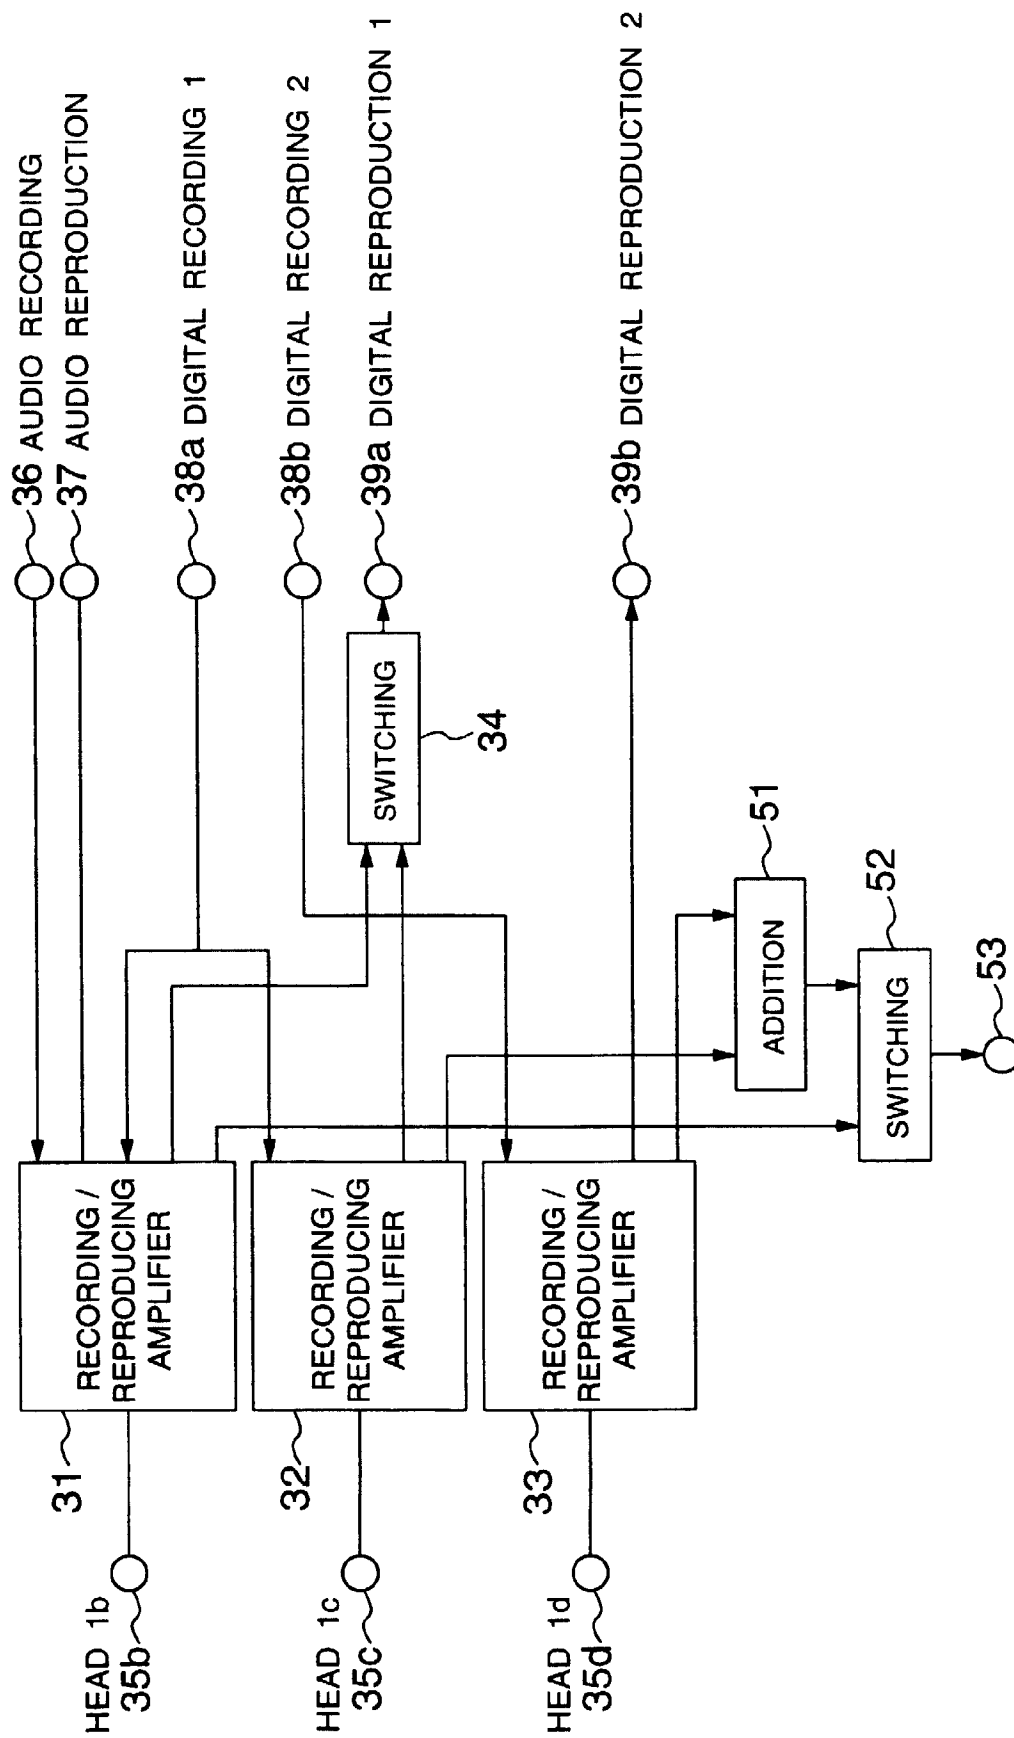 36 AUDIO RECORDING
37 AUDIO REPRODUCTION
38a DIGITAL RECORDING 1
38b DIGITAL RECORDING 2
39a DIGITAL REPRODUCTION 1
39b DIGITAL REPRODUCTION 2
SWITCHING
34
ADDITION
51
SWITCHING
52
53
RECORDING /
REPRODUCING
AMPLIFIER
31
RECORDING /
REPRODUCING
AMPLIFIER
32
RECORDING /
REPRODUCING
AMPLIFIER
33
HEAD 1b
35b
HEAD 1c
35c
HEAD 1d
35d